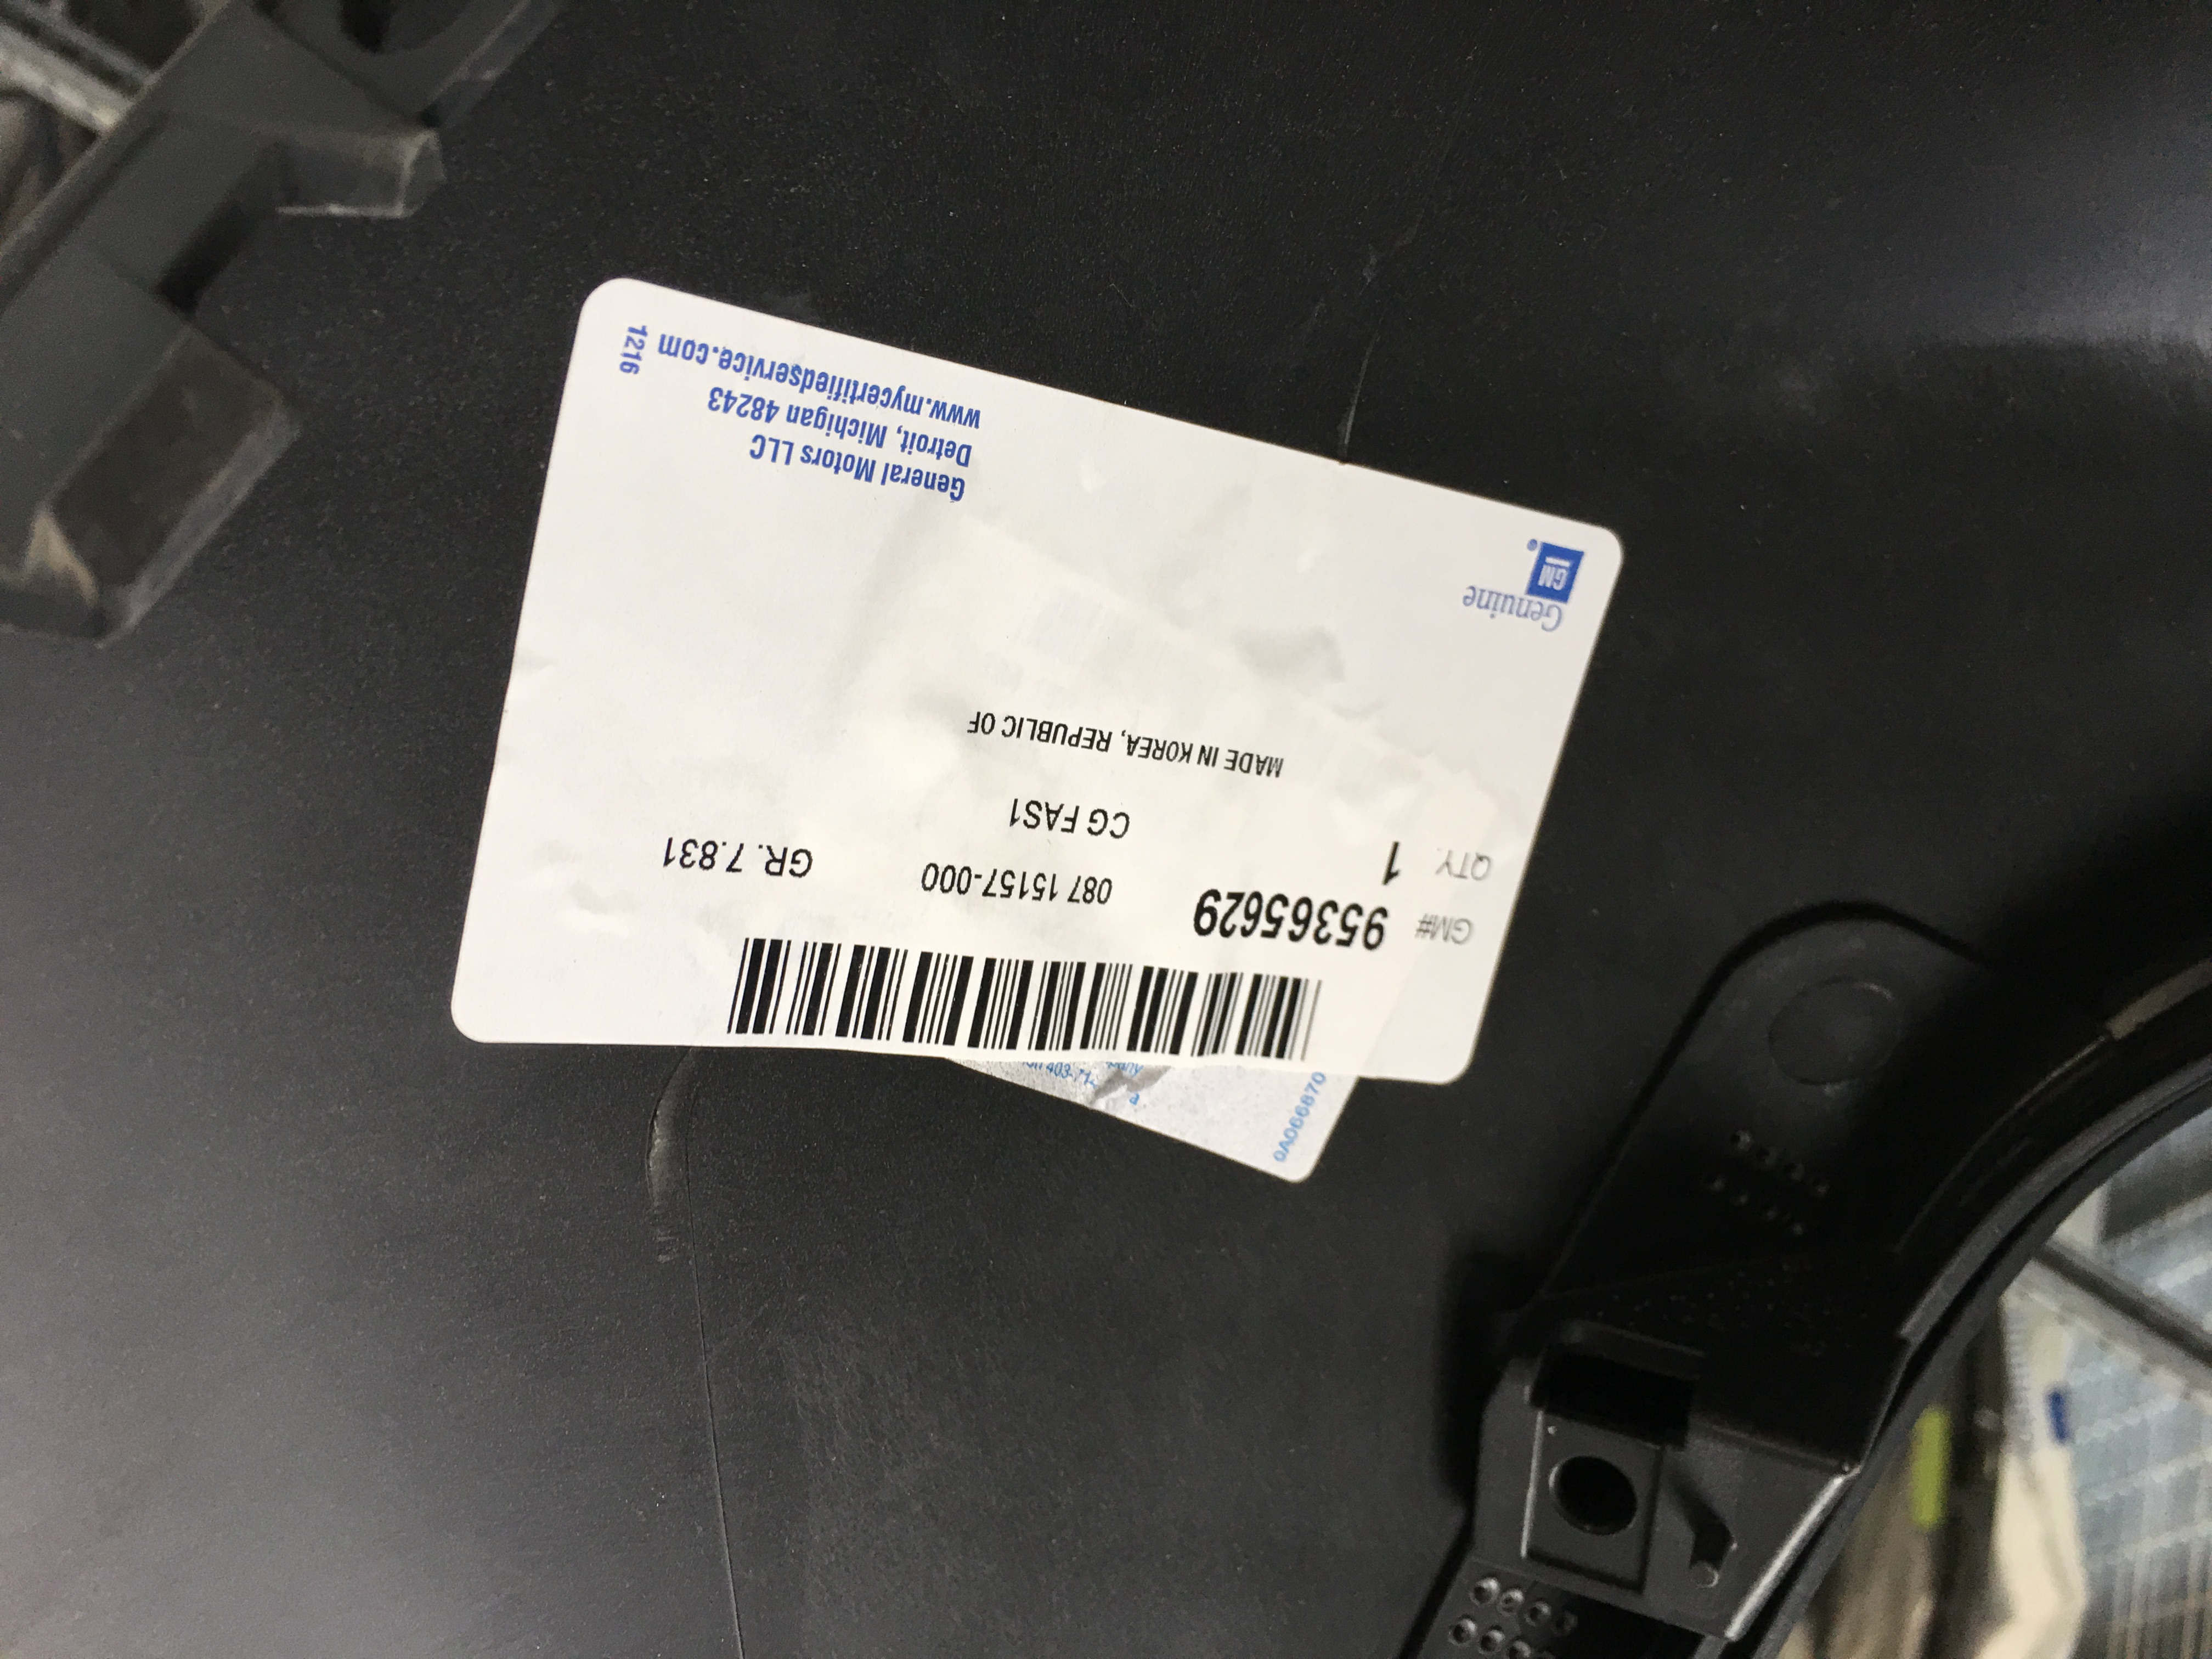 GM# 95365629
QTY. 1
087 15157-000
GR. 7.831
CG FAS1
MADE IN KOREA, REPUBLIC OF
Genuine
GM
General Motors LLC
Detroit, Michigan 48243
www.mycertifiedservice.com
1216
0A066870